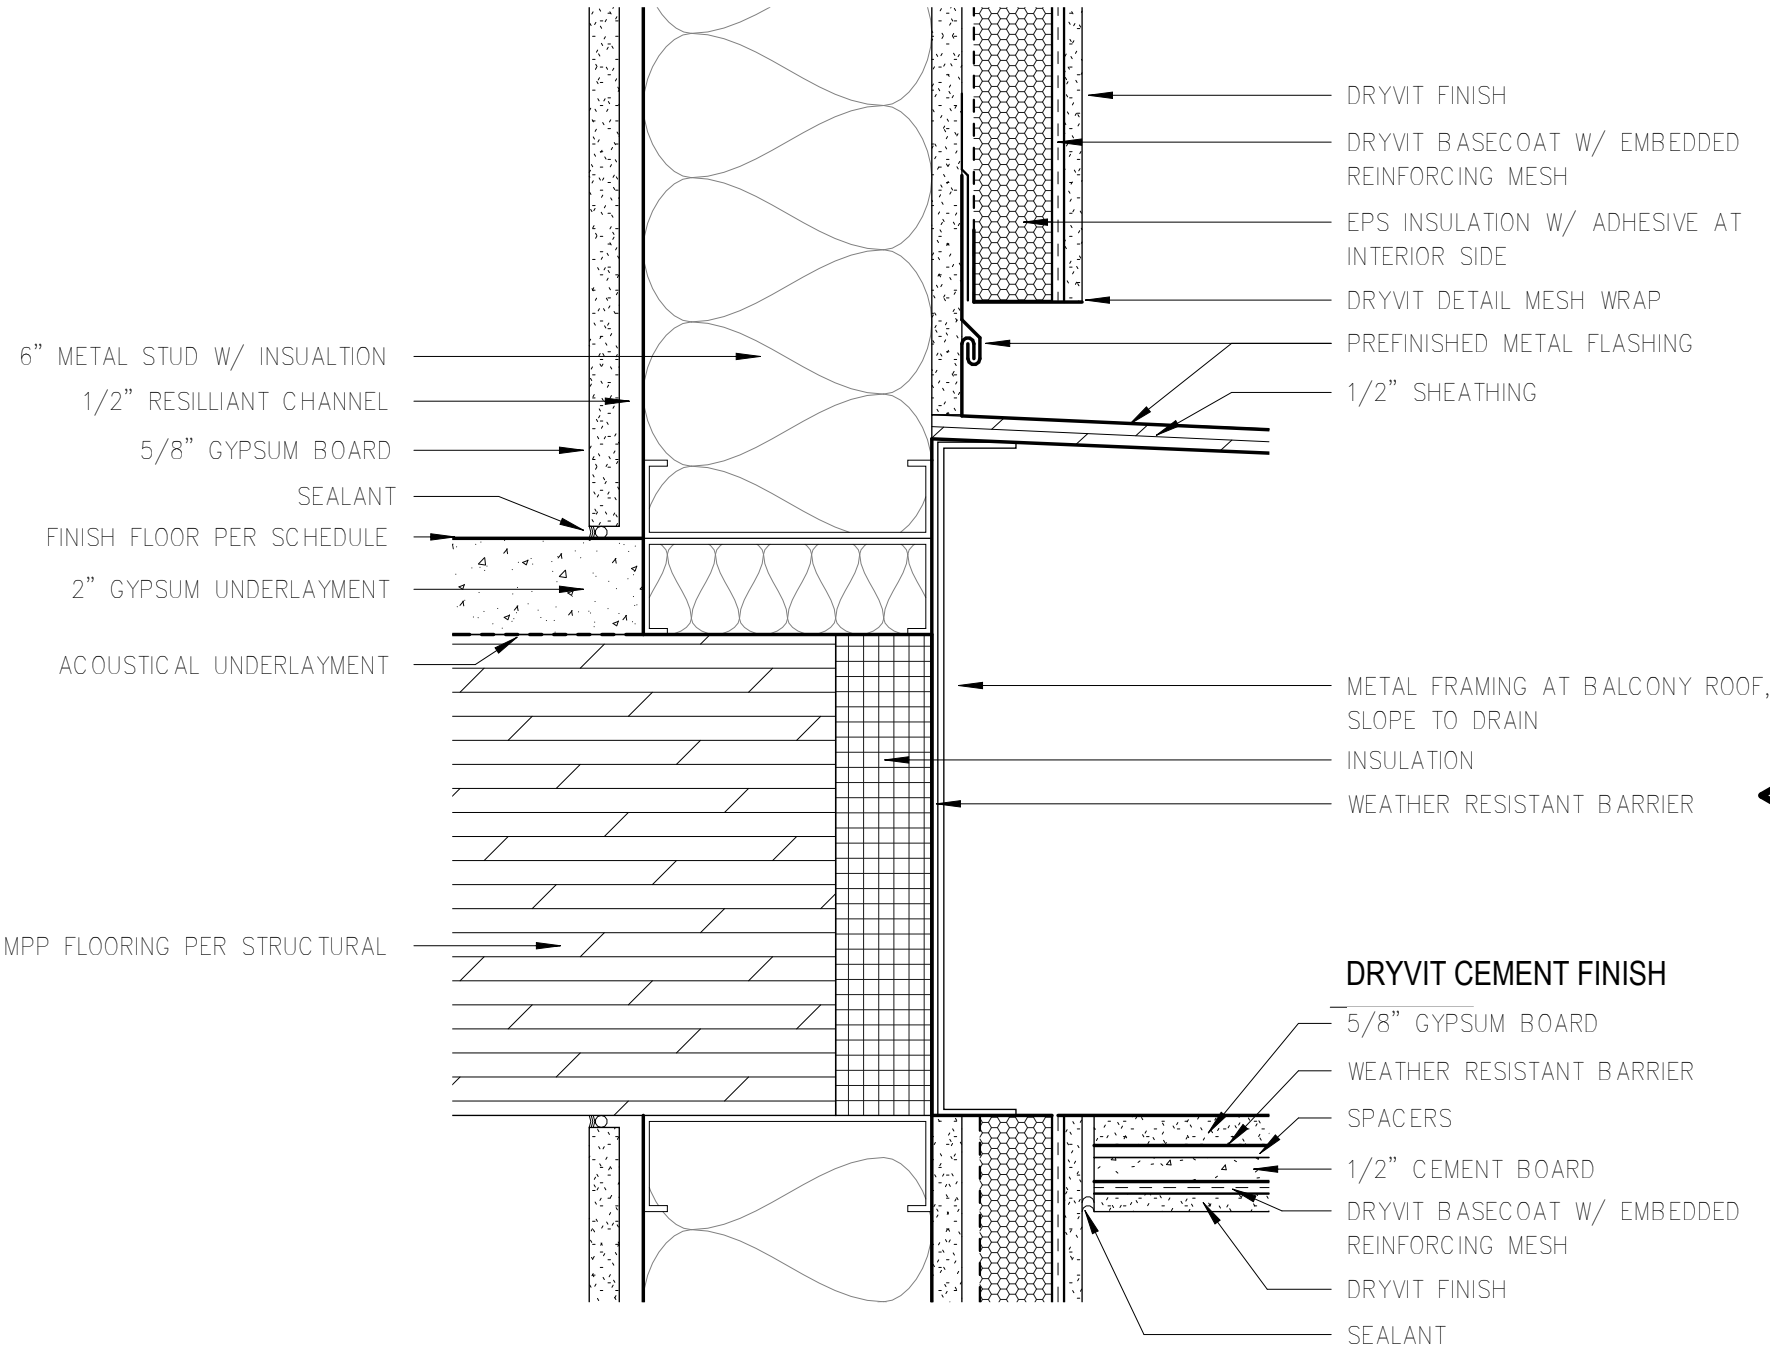 6” METAL STUD W/ INSUALTION
1/2” RESILLIANT CHANNEL
5/8” GYPSUM BOARD
SEALANT
FINISH FLOOR PER SCHEDULE
2” GYPSUM UNDERLAYMENT
ACOUSTICAL UNDERLAYMENT
MPP FLOORING PER STRUCTURAL
DRYVIT FINISH
DRYVIT BASECOAT W/ EMBEDDED
REINFORCING MESH
EPS INSULATION W/ ADHESIVE AT
INTERIOR SIDE
DRYVIT DETAIL MESH WRAP
PREFINISHED METAL FLASHING
1/2” SHEATHING
METAL FRAMING AT BALCONY ROOF,
SLOPE TO DRAIN
INSULATION
WEATHER RESISTANT BARRIER
DRYVIT CEMENT FINISH
5/8” GYPSUM BOARD
WEATHER RESISTANT BARRIER
SPACERS
1/2” CEMENT BOARD
DRYVIT BASECOAT W/ EMBEDDED
REINFORCING MESH
DRYVIT FINISH
SEALANT